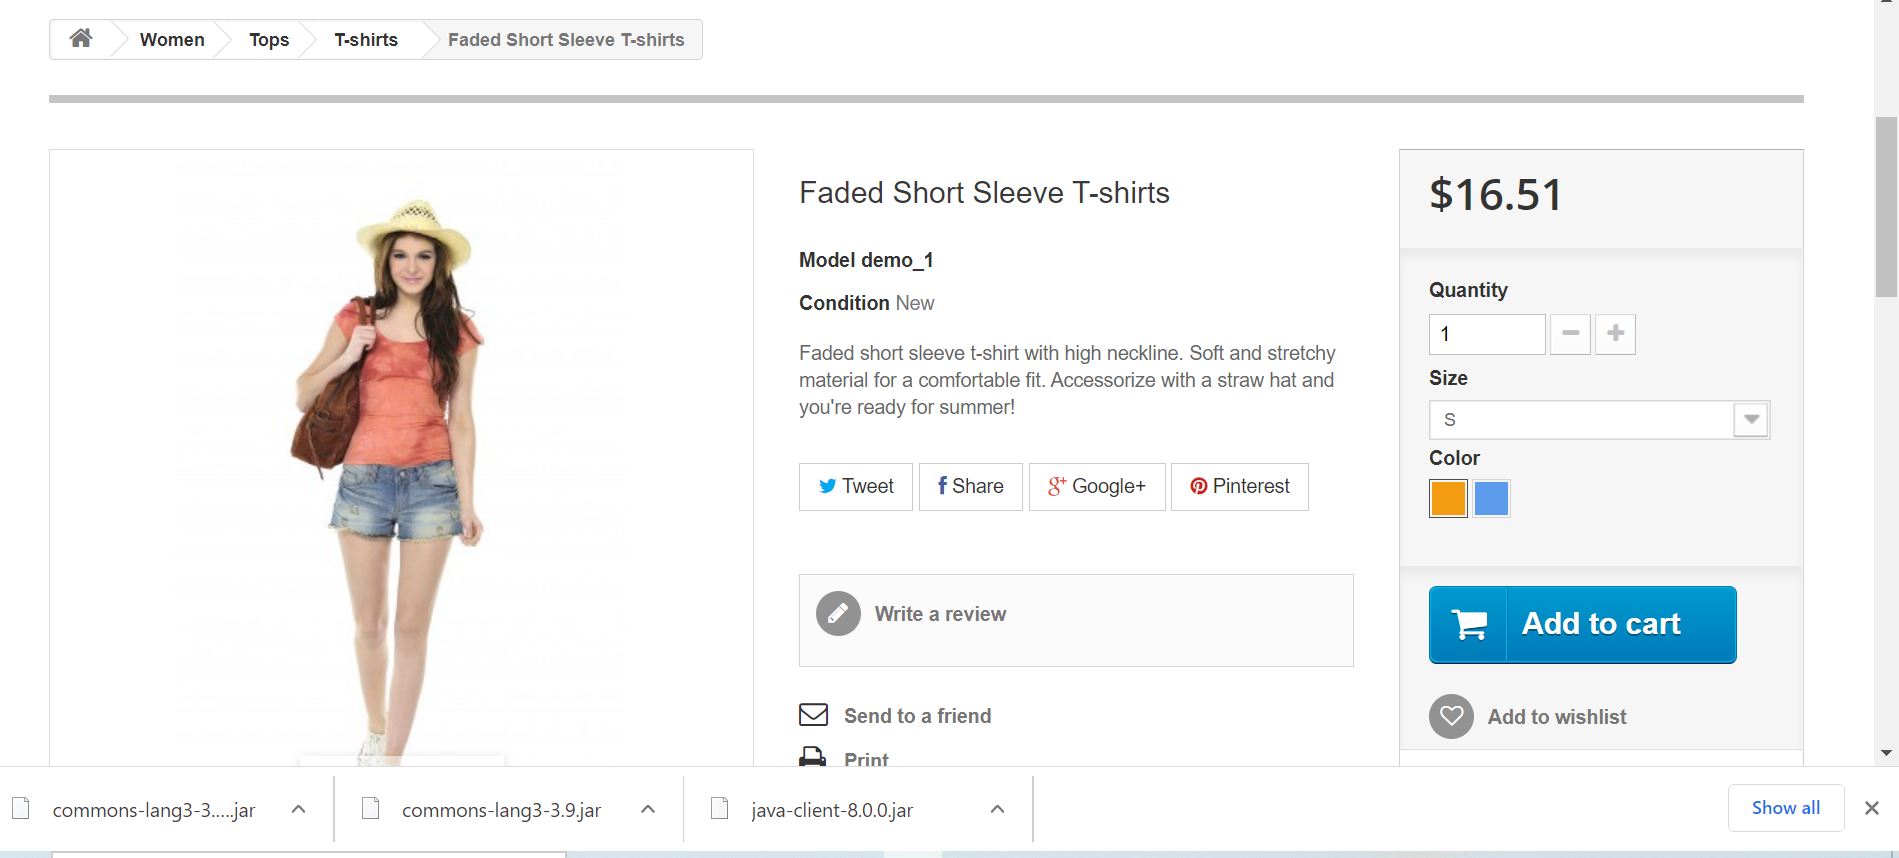 Women Tops T-shirts Faded Short Sleeve T-shirts
Faded Short Sleeve T-shirts
Model demo_1
Condition New
Faded short sleeve t-shirt with high neckline. Soft and stretchy
material for a comfortable fit. Accessorize with a straw hat and
you're ready for summer!
Tweet Share Google+ Pinterest
Write a review
Send to a friend
Print
$16.51
Quantity
1
Size
S
Color
Add to cart
Add to wishlist
commons-lang3-3.....jar commons-lang3-3.9.jar java-client-8.0.0.jar Show all